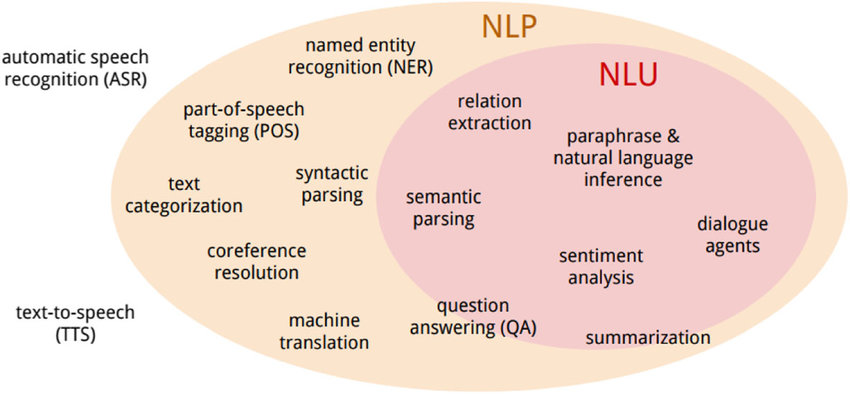 NLP
NLU
automatic speech
recognition (ASR)
named entity
recognition (NER)
part-of-speech
tagging (POS)
relation
extraction
paraphrase &
natural language
inference
text
categorization
syntactic
parsing
semantic
parsing
dialogue
agents
coreference
resolution
sentiment
analysis
text-to-speech
(TTS)
machine
translation
question
answering (QA)
summarization